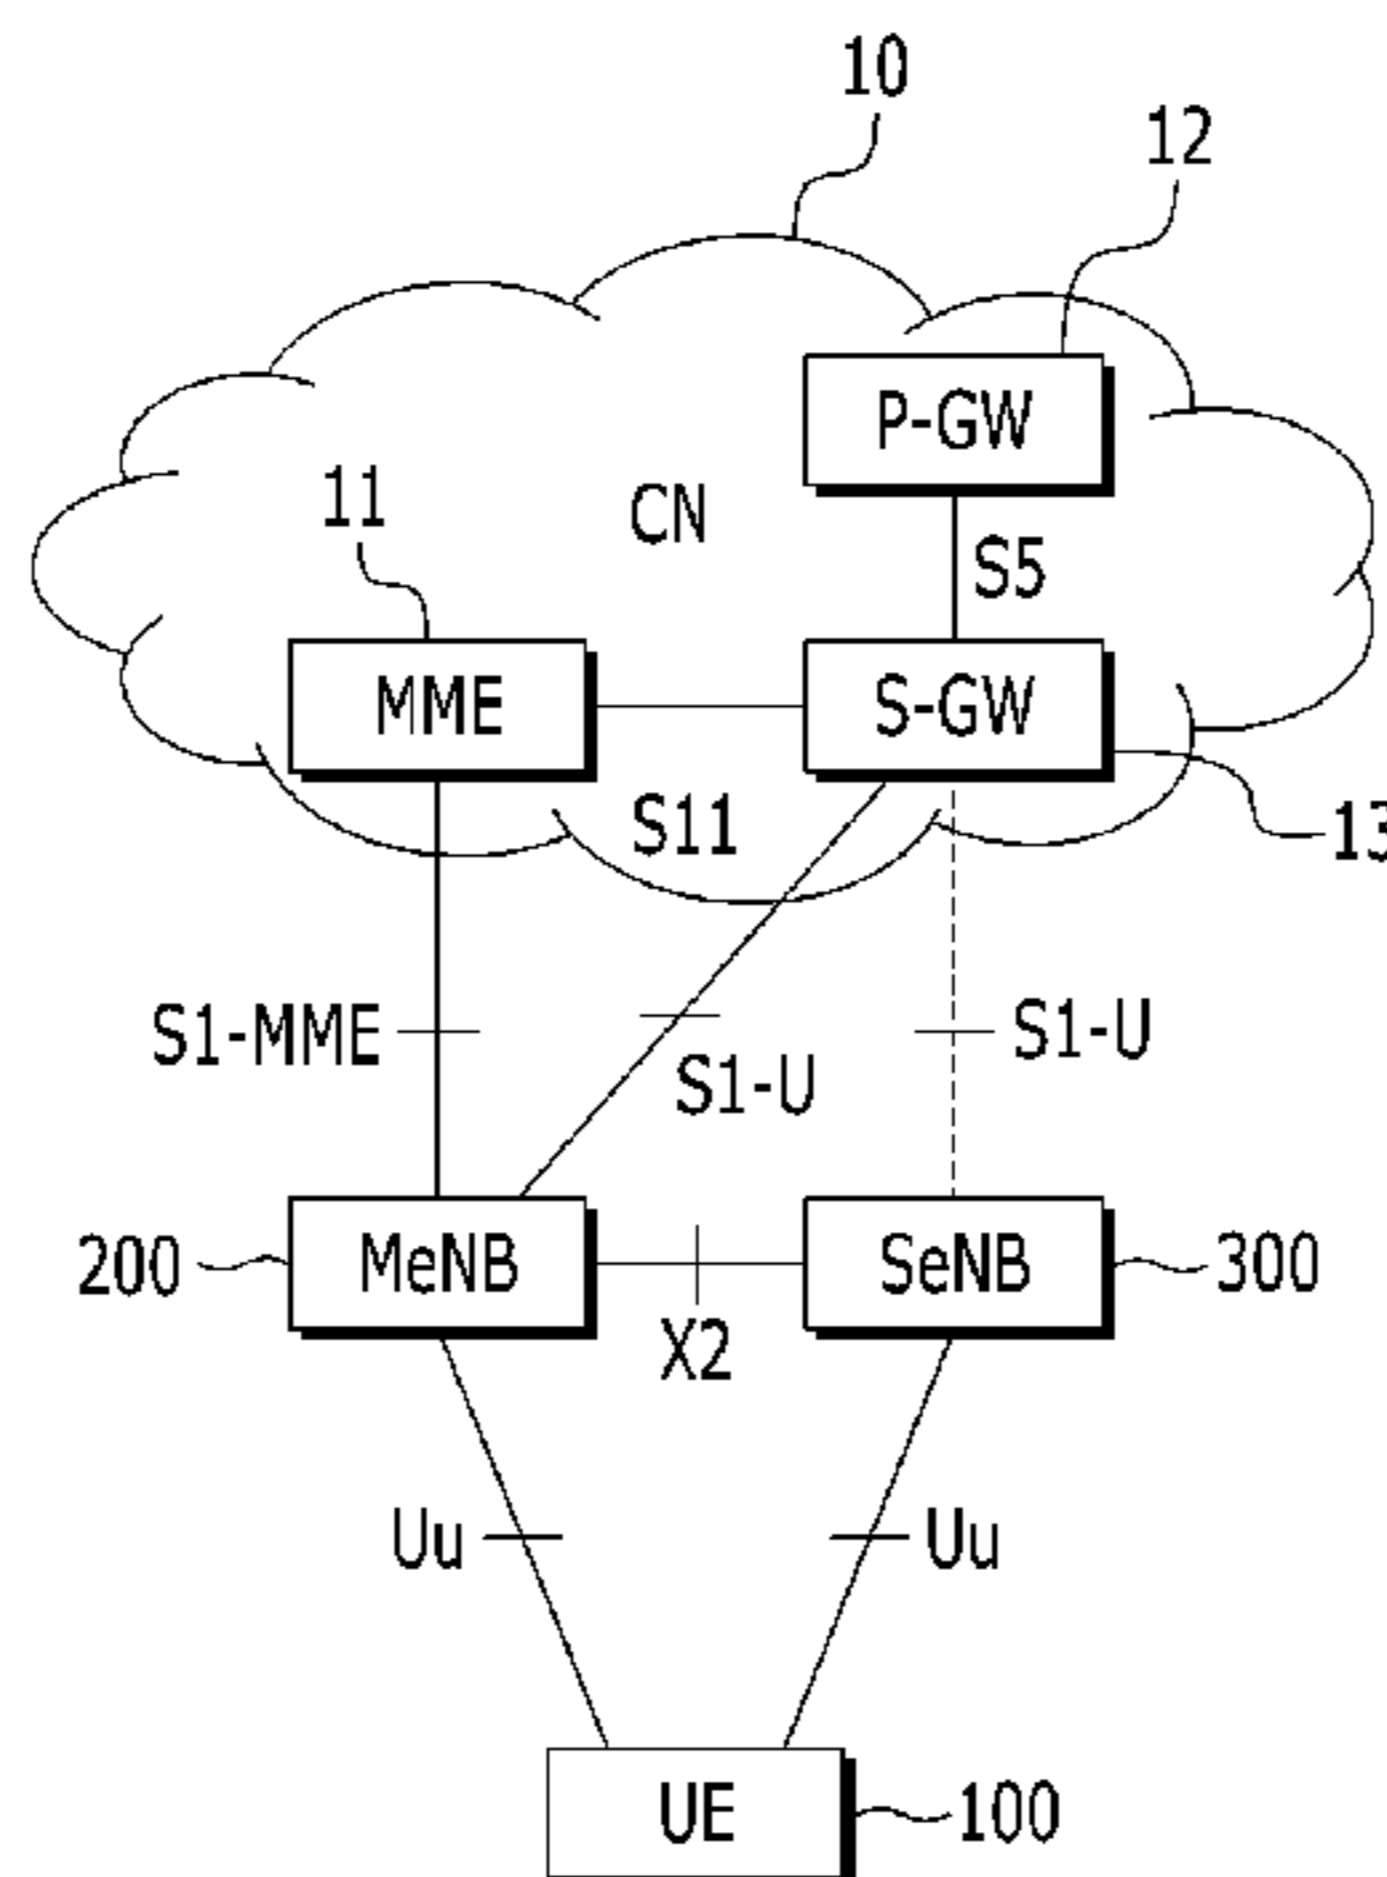 10
12
P-GW
11
CN
S5
MME
S-GW
S11
13
S1-MME
S1-U
S1-U
200
MeNB
SeNB
300
X2
Uu
Uu
UE
100